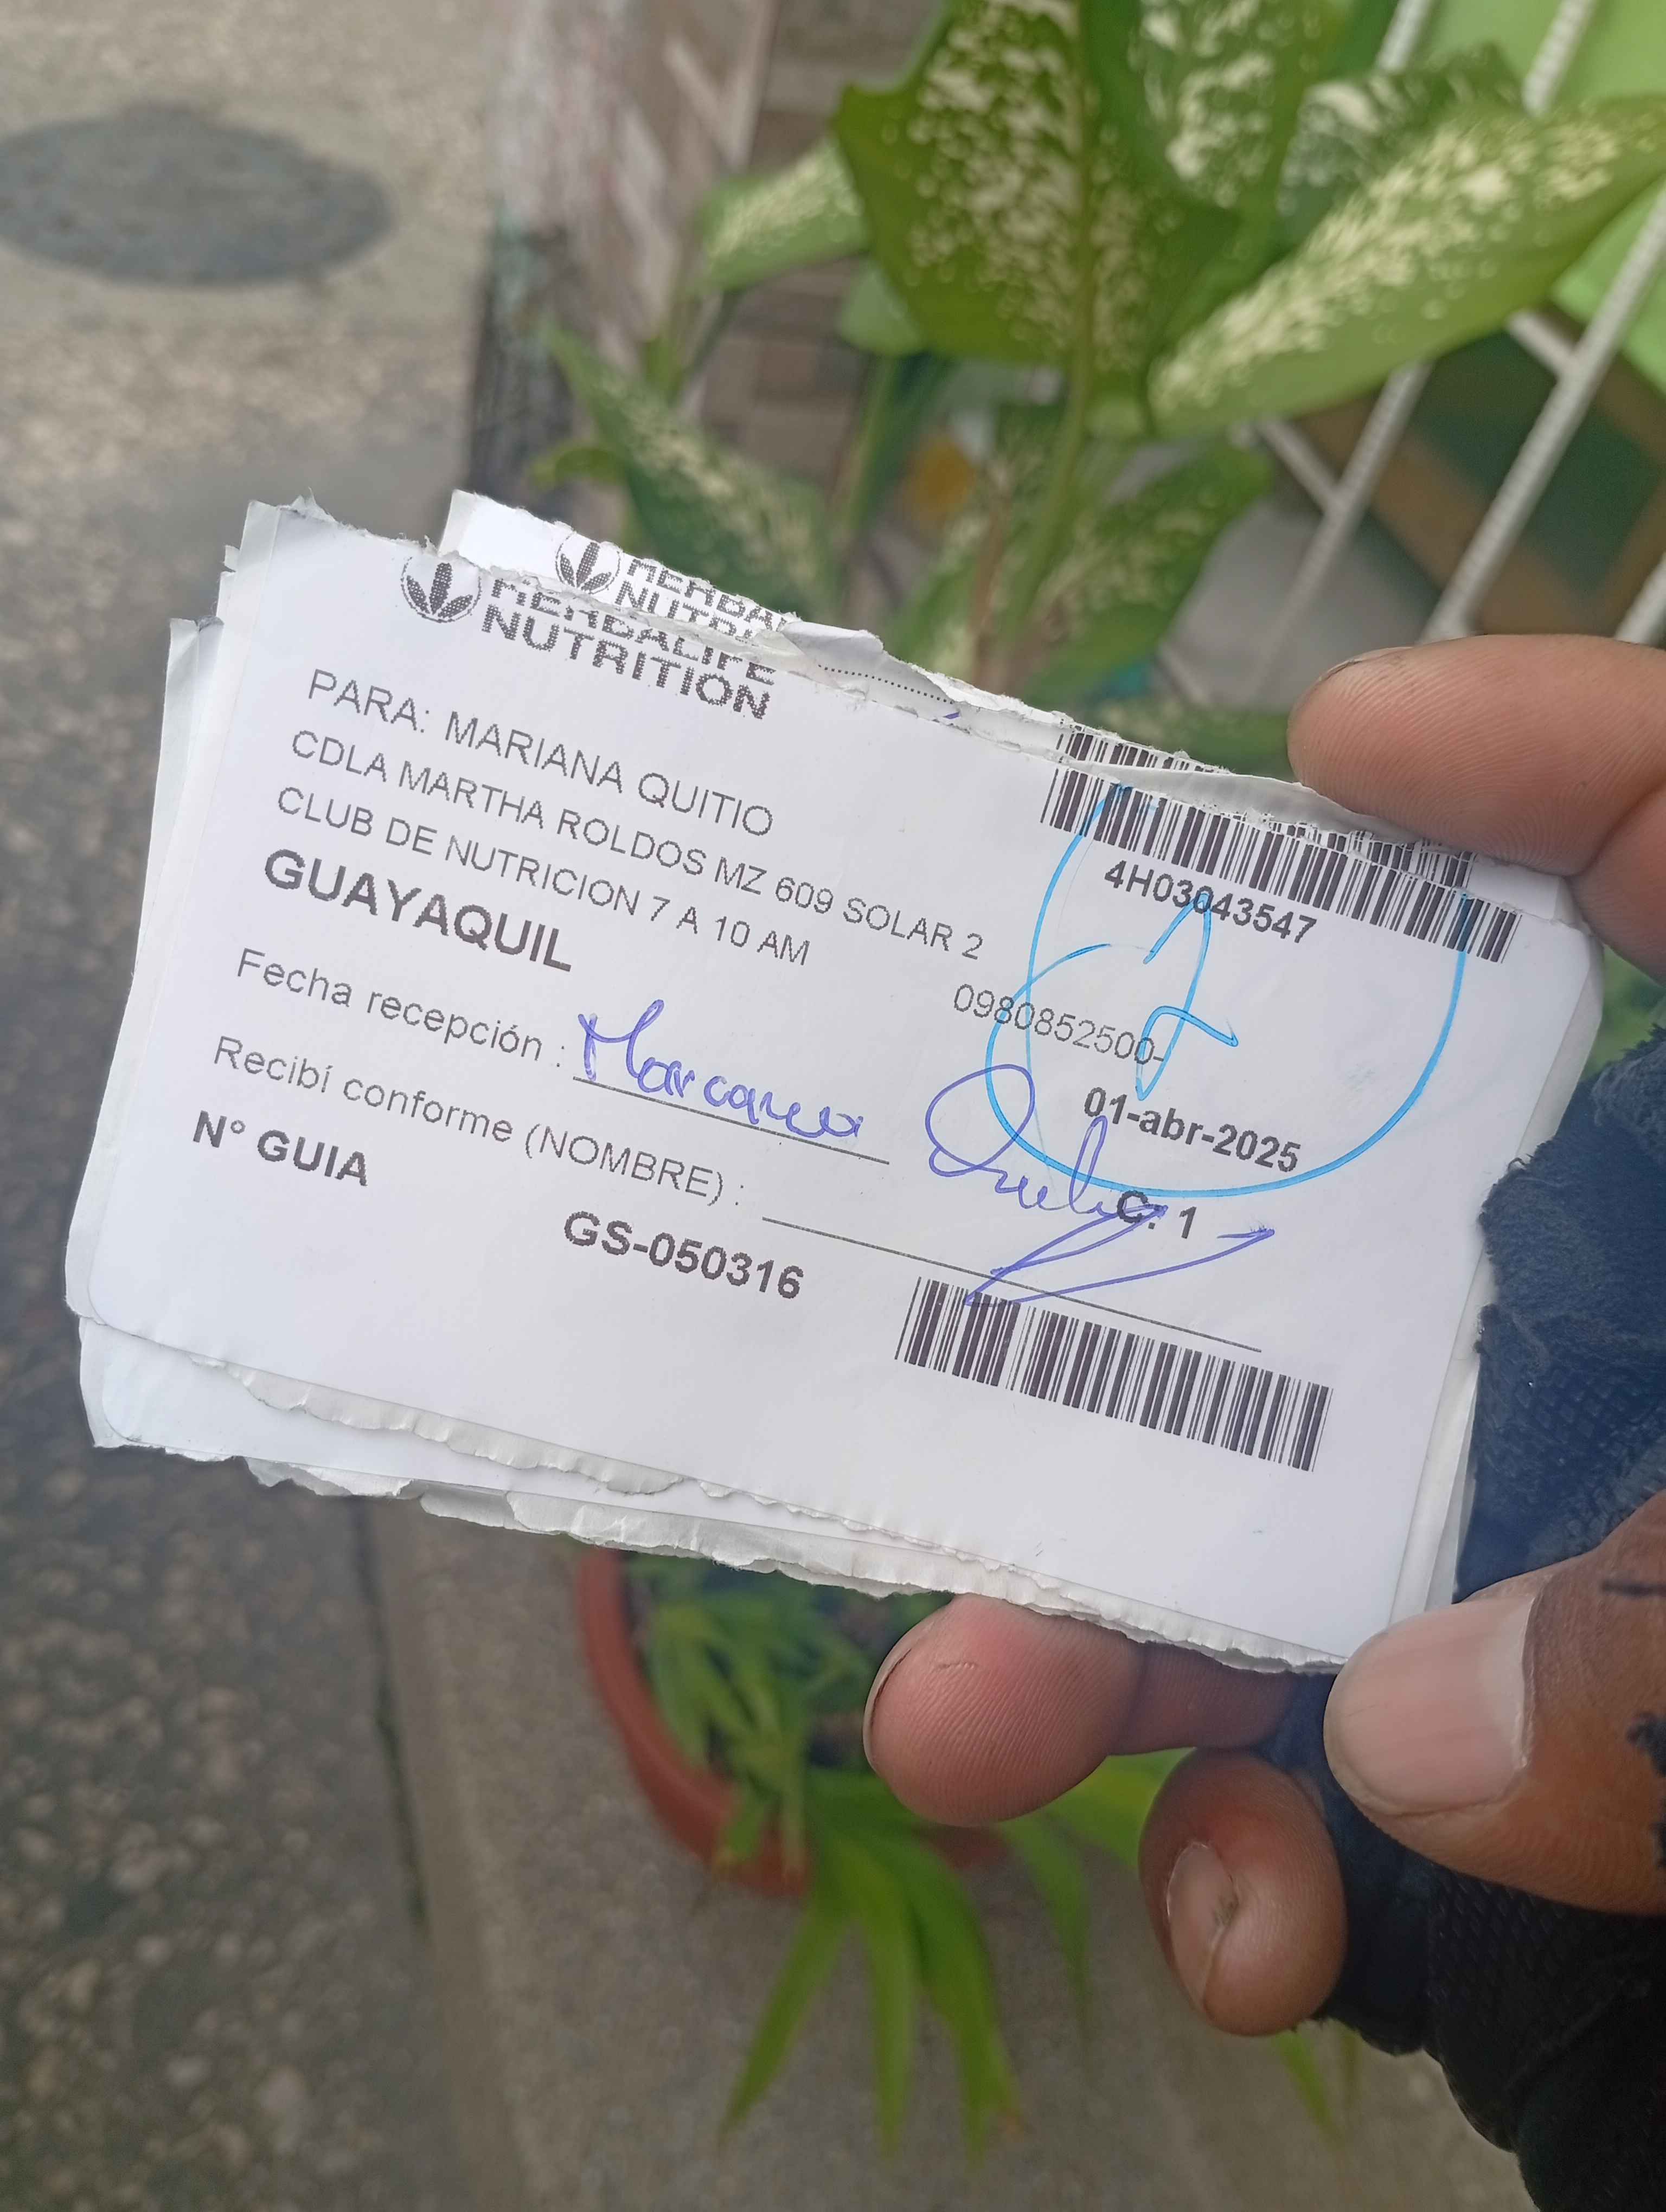 HERBALIFE
NUTRITION
PARA: MARIANA QUITIO
CDLA MARTHA ROLDOS MZ 609 SOLAR 2
CLUB DE NUTRICION 7 A 10 AM
GUAYAQUIL
4H03043547
0980852500-
01-abr-2025
Fecha recepción :
C. 1
Recibí conforme (NOMBRE) :
N° GUIA
GS-050316